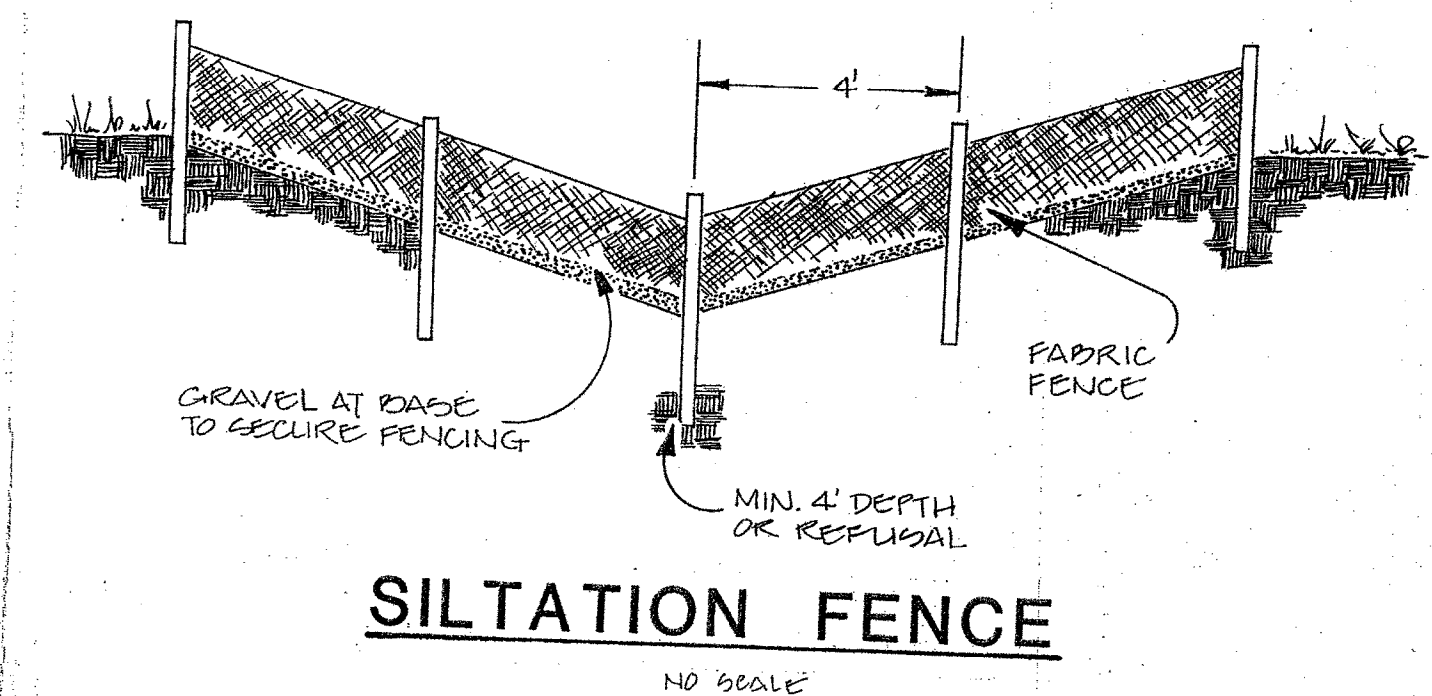 4'
GRAVEL AT BASE
TO SECURE FENCING
FABRIC
FENCE
MIN. 4' DEPTH
OR REFUSAL
SILTATION FENCE
NO SCALE